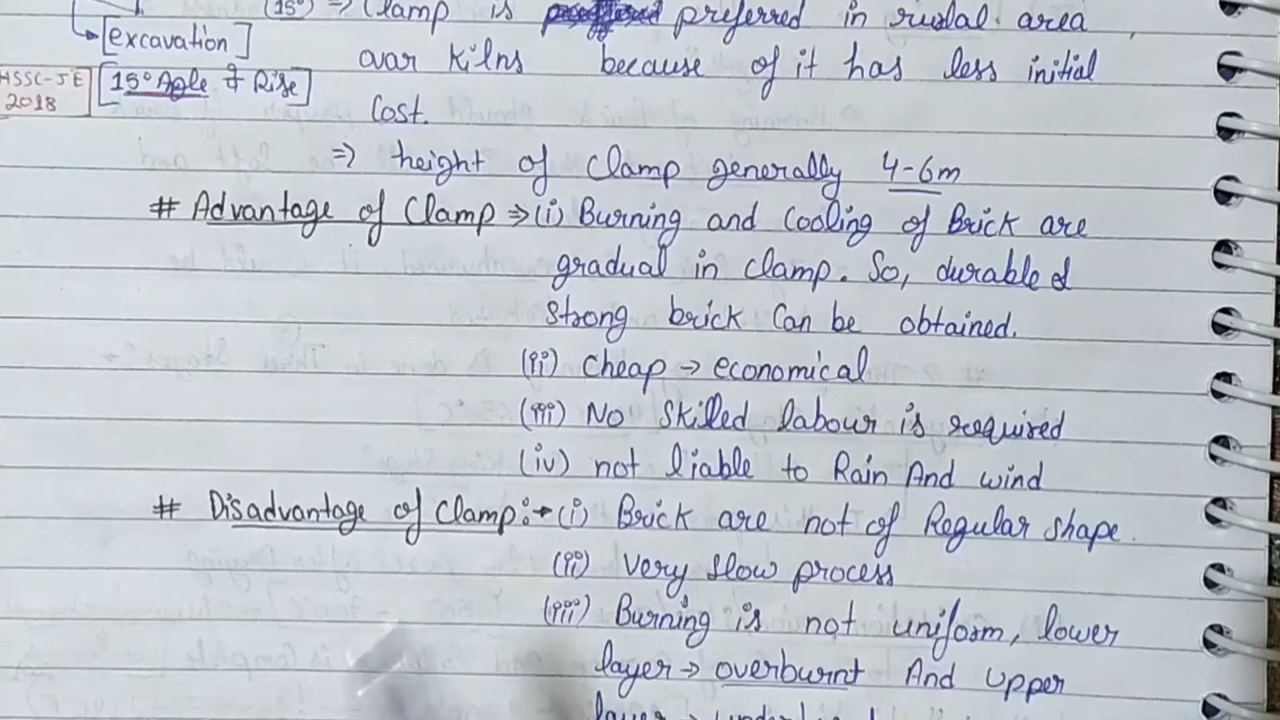 (15°) ⇒ Clamp is preferred in rural area
[excavation]
over Kilns because of it has less initial
HSSC-JE 2018 [15° Agle of Rise]
Cost.
⇒ height of Clamp generally 4-6m
# Advantage of Clamp ⇒ (i) Burning and Cooling of Brick are
gradual in clamp. So, durable &
Strong brick Can be obtained.
(ii) Cheap → economical
(iii) No Skilled labour is required
(iv) not liable to Rain And wind
# Disadvantage of Clamp:→ (i) Brick are not of Regular shape.
(ii) Very slow process
(iii) Burning is not uniform, lower
layer → overburnt And Upper
layer →